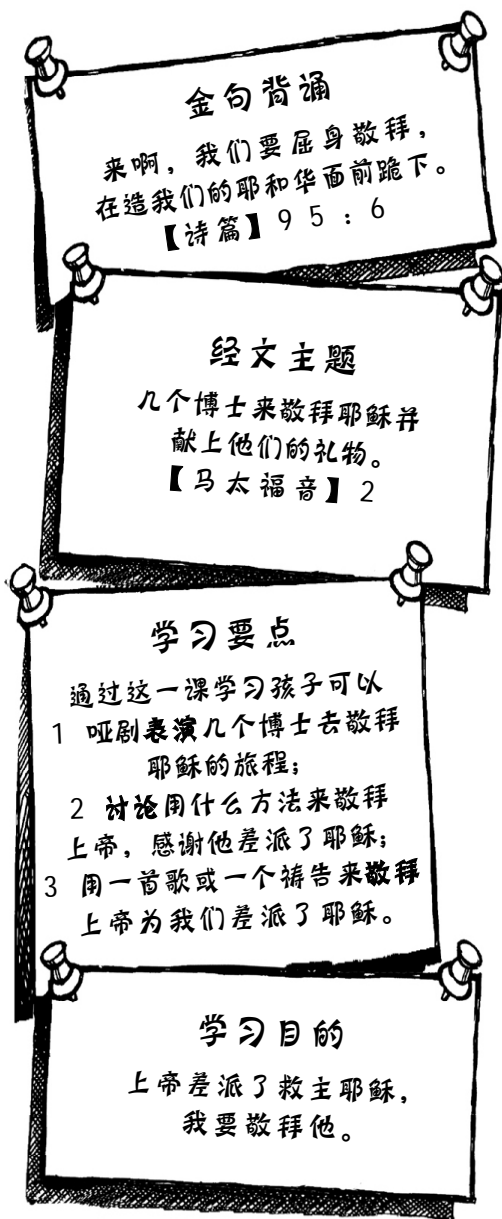 金句背诵
来啊，我们要屈身敬拜，
在造我们的耶和华面前跪下。
【诗篇】95：6
经文主题
几个博士来敬拜耶稣并
献上他们的礼物。
【马太福音】2
学习要点
通过这一课学习孩子可以
1 哑剧表演几个博士去敬拜
耶稣的旅程；
2 讨论用什么方法来敬拜
上帝，感谢他差派了耶稣；
3 用一首歌或一个祷告来敬拜
上帝为我们差派了耶稣。
学习目的
上帝差派了救主耶稣，
我要敬拜他。